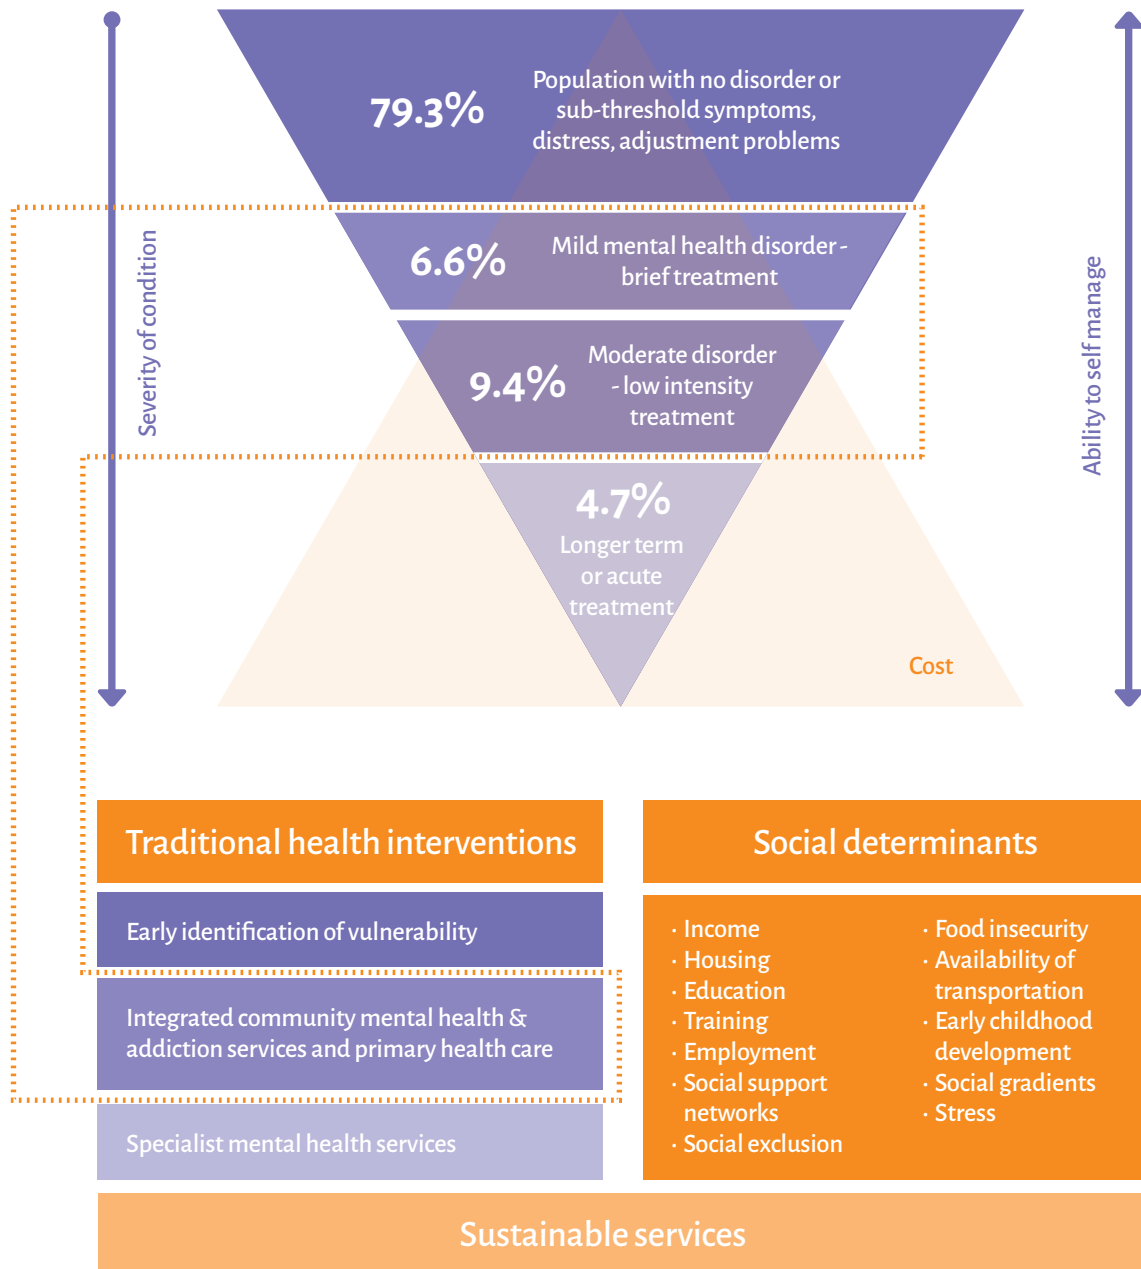 79.3%
Population with no disorder or
sub-threshold symptoms,
distress, adjustment problems
Severity of condition
6.6%
Mild mental health disorder -
brief treatment
Ability to self manage
9.4%
Moderate disorder
- low intensity
treatment
4.7%
Longer term
or acute
treatment
Cost
Traditional health interventions
Early identification of vulnerability
Integrated community mental health &
addiction services and primary health care
Specialist mental health services
Social determinants
· Income
· Housing
· Education
· Training
· Employment
· Social support
networks
· Social exclusion
· Food insecurity
· Availability of
transportation
· Early childhood
development
· Social gradients
· Stress
Sustainable services